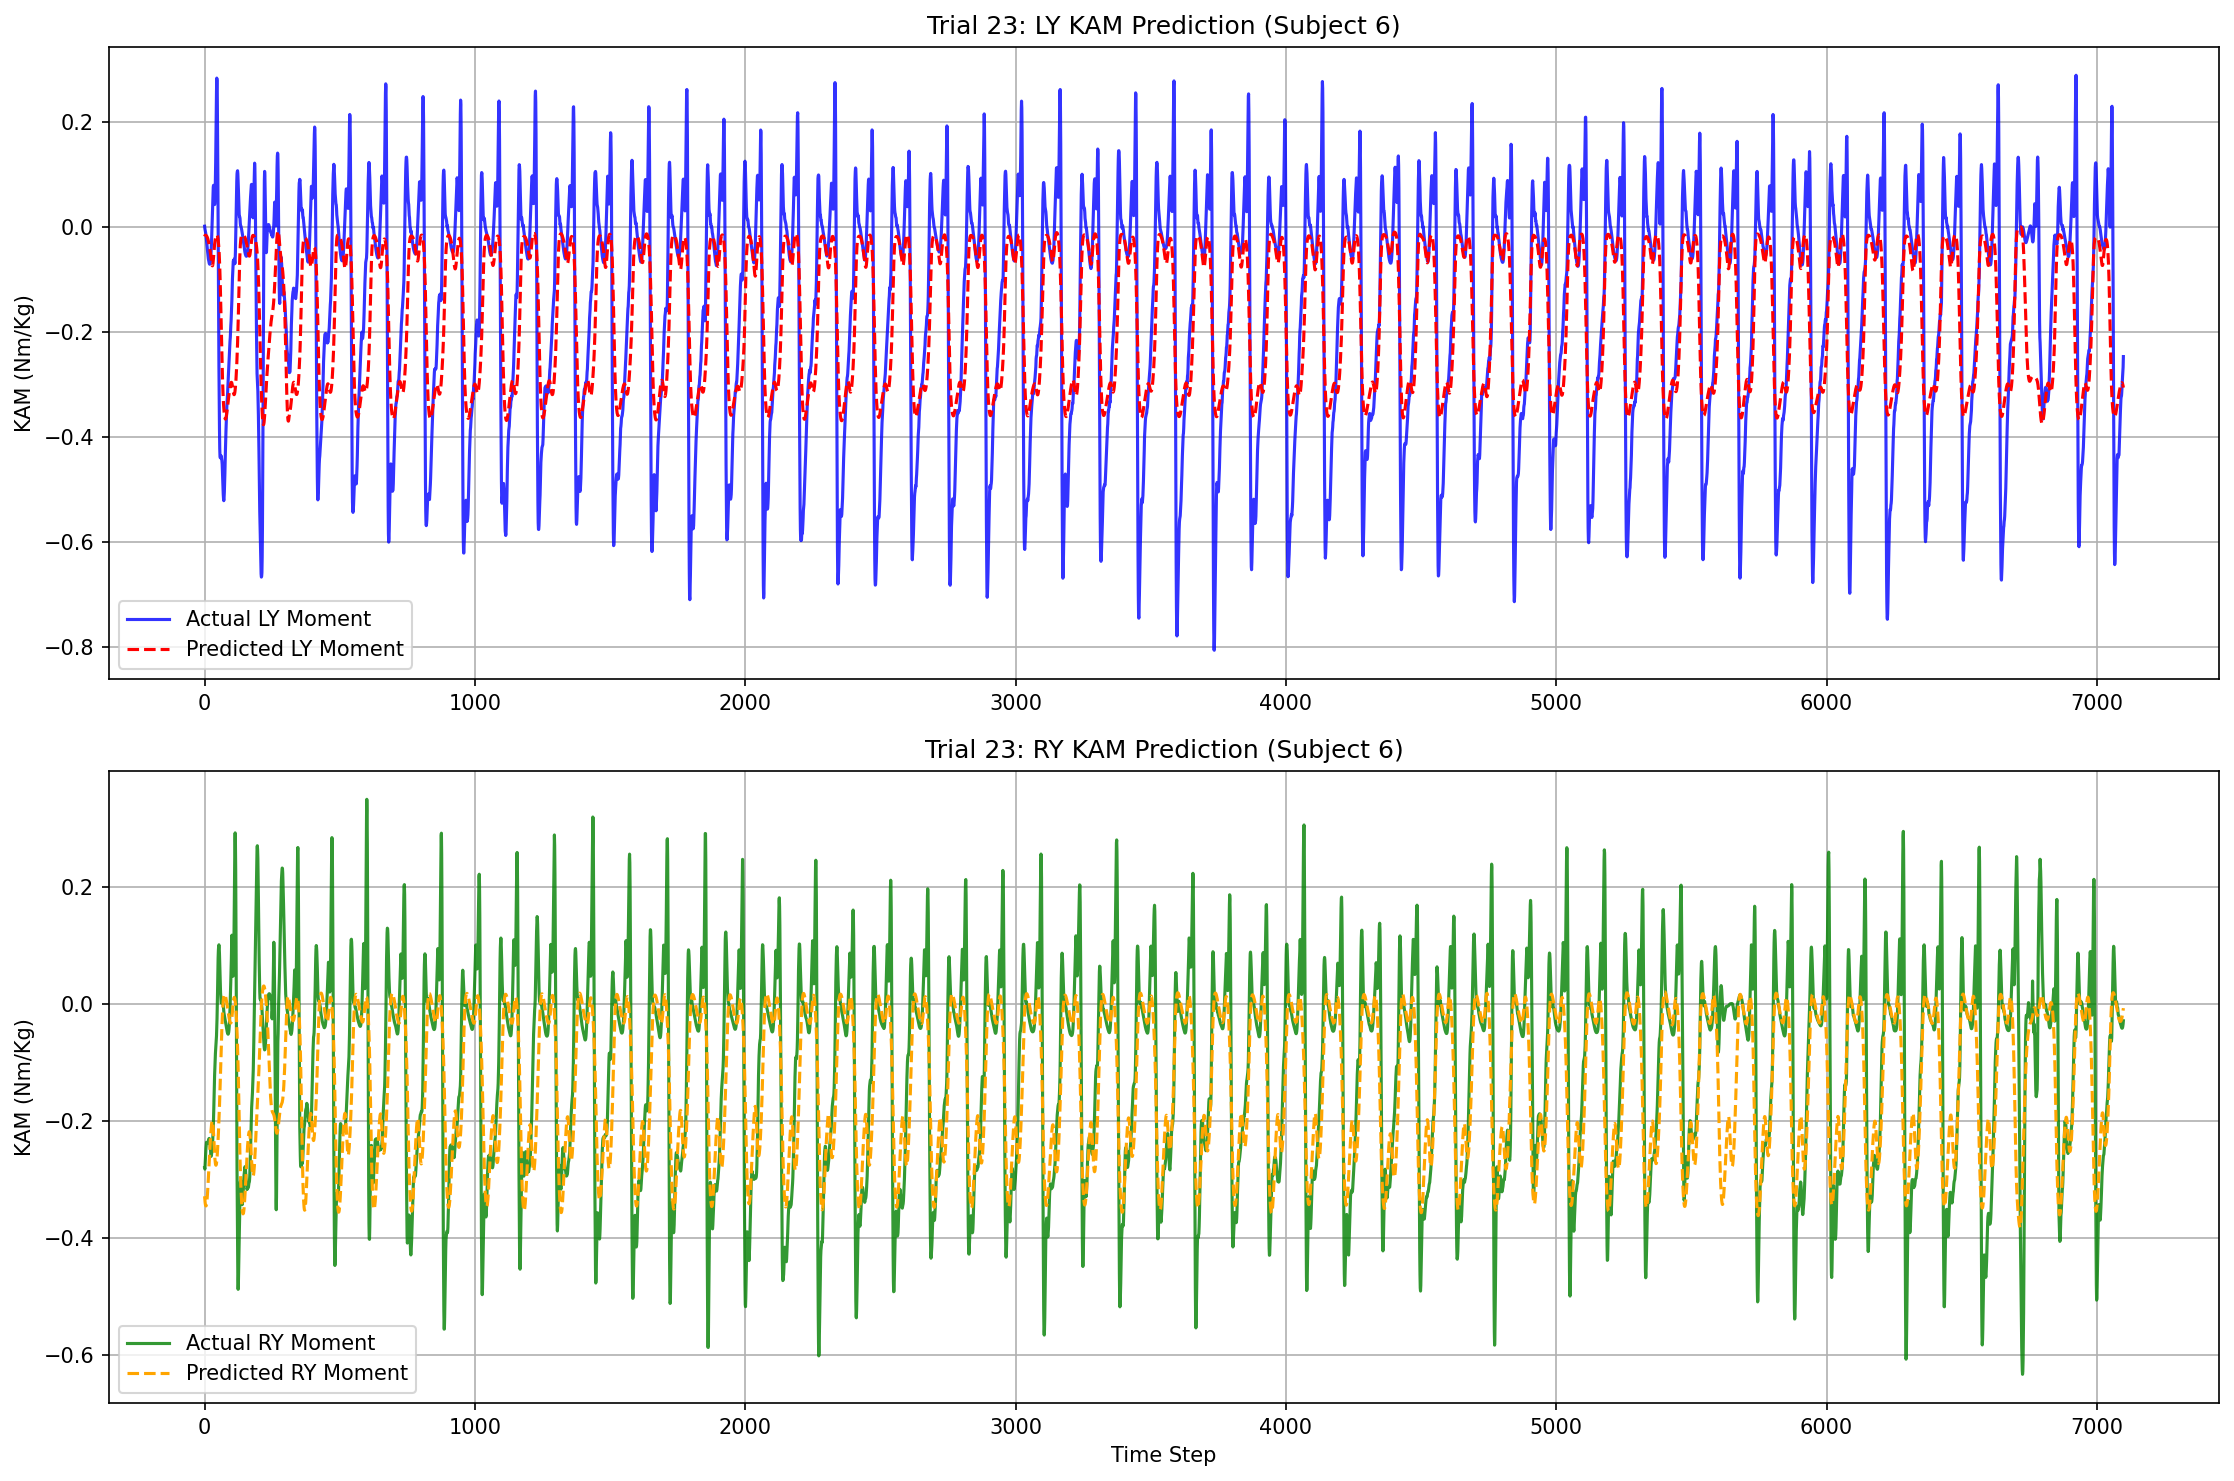 Trial 23: LY KAM Prediction (Subject 6)
KAM (Nm/Kg)
0.2
0.0
−0.2
−0.4
−0.6
−0.8
Actual LY Moment
Predicted LY Moment
0 1000 2000 3000 4000 5000 6000 7000
Trial 23: RY KAM Prediction (Subject 6)
KAM (Nm/Kg)
0.2
0.0
−0.2
−0.4
−0.6
Actual RY Moment
Predicted RY Moment
0 1000 2000 3000 4000 5000 6000 7000
Time Step